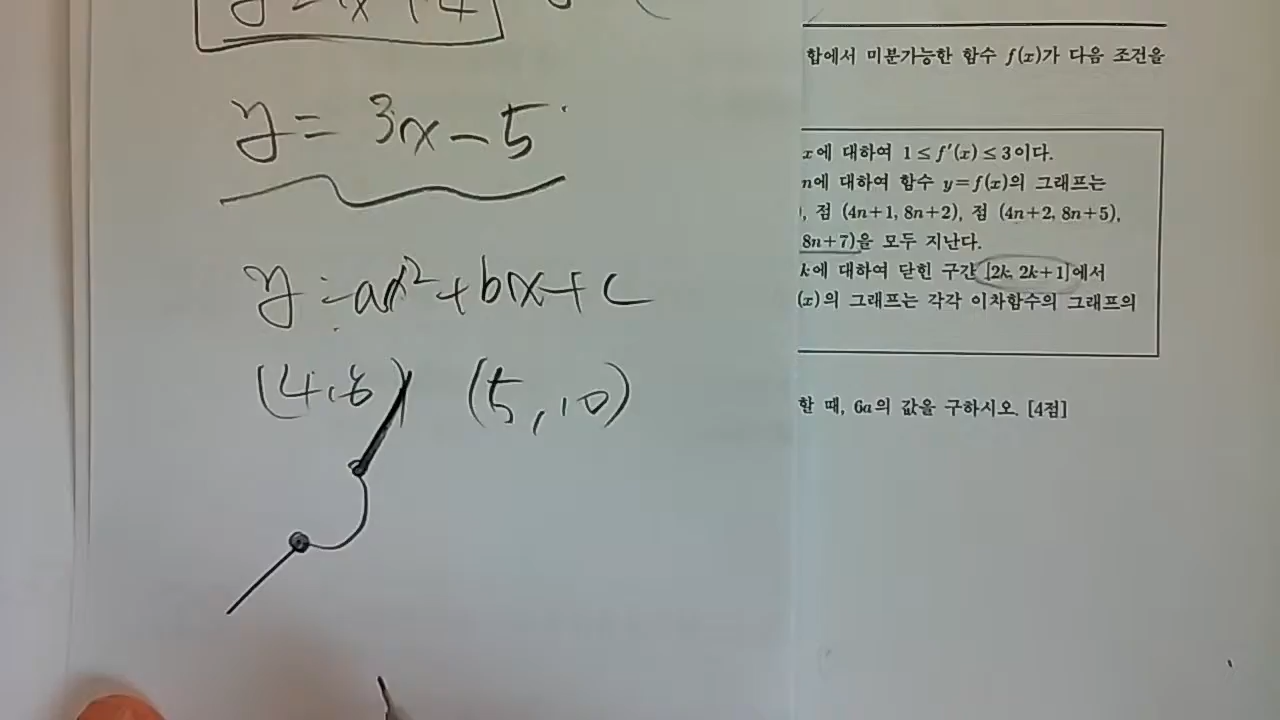 y = 3x - 5
y = ax² + bx + c
(4, 8) (5, 10)
합에서 미분가능한 함수 f(x)가 다음 조건을
x에 대하여 1≤f′(x)≤3이다.
n에 대하여 함수 y=f(x)의 그래프는
), 점 (4n+1, 8n+2), 점 (4n+2, 8n+5),
8n+7)을 모두 지난다.
k에 대하여 닫힌 구간 [2k, 2k+1]에서
(x)의 그래프는 각각 이차함수의 그래프의
할 때, 6a의 값을 구하시오. [4점]